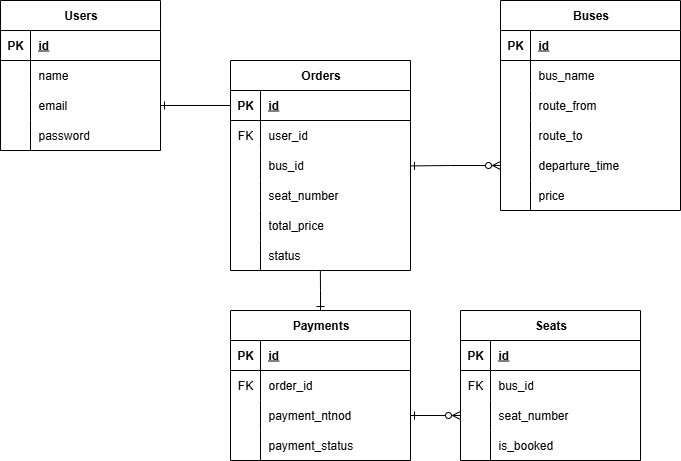 Users
PK id
name
email
password
Orders
PK id
FK user_id
bus_id
seat_number
total_price
status
Buses
PK id
bus_name
route_from
route_to
departure_time
price
Payments
PK id
FK order_id
payment_ntnod
payment_status
Seats
PK id
FK bus_id
seat_number
is_booked